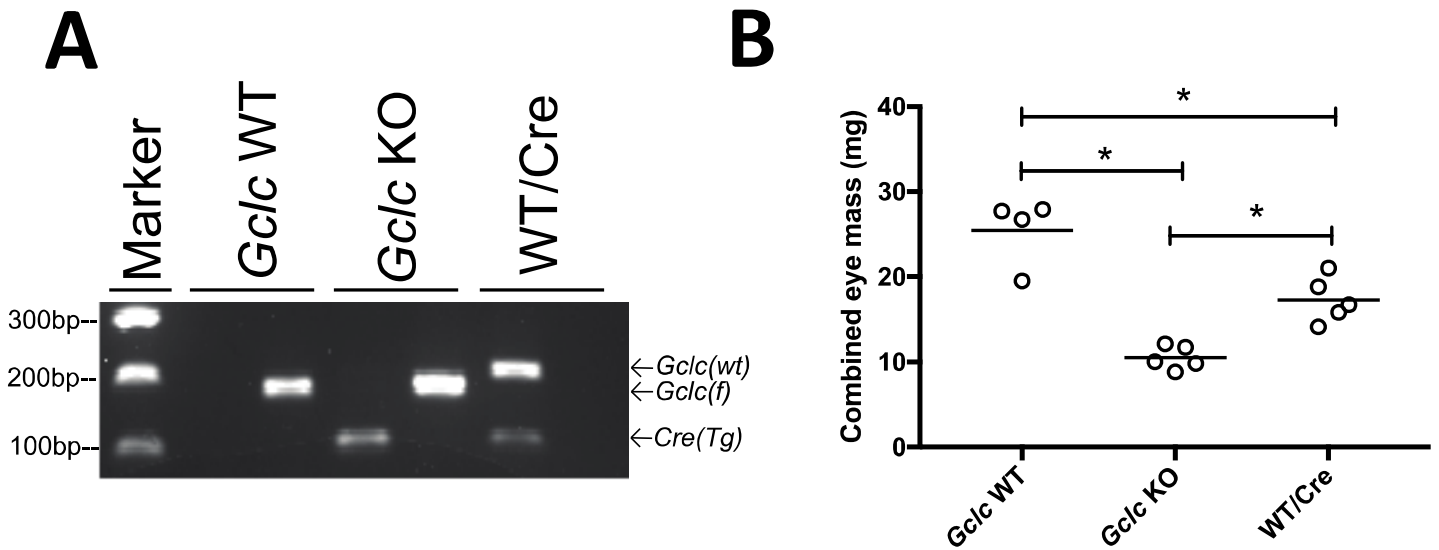 A
Marker
Gclc WT
Gclc KO
WT/Cre
300bp--
200bp--
100bp--
←Gclc(wt)
←Gclc(f)
←Cre(Tg)
B
Combined eye mass (mg)
40
30
20
10
0
*
*
*
Gclc WT
Gclc KO
WT/Cre